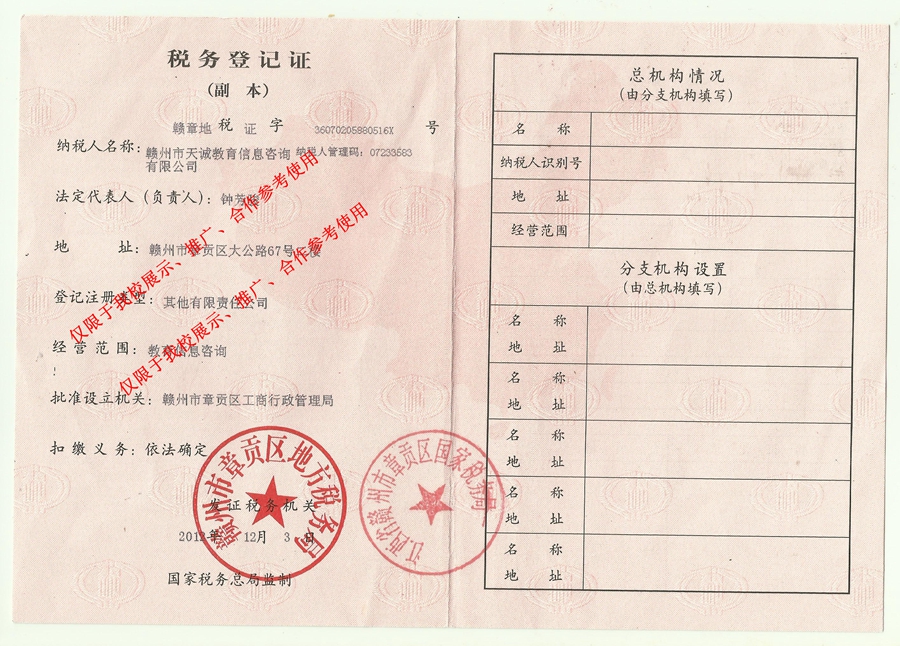 税务登记证
（副 本）
赣章地 税 证 字 36070205880516X 号
纳税人名称： 赣州市天诚教育信息咨询 纳税人管理码：07233583
有限公司
法定代表人（负责人）： 钟芳
地 址： 赣州市章贡区大公路67号 楼
登记注册类型： 其他有限责任公司
经营范围： 教育信息咨询
批准设立机关： 赣州市章贡区工商行政管理局
扣缴义务： 依法确定
发证税务机关
2012年 12月 3 日
国家税务总局监制
赣州市章贡区地方税务局
江西省赣州市章贡区国家税务局
仅限于我校展示、推广、合作参考使用
仅限于我校展示、推广、合作参考使用
总机构情况
（由分支机构填写）
名 称
纳税人识别号
地 址
经营范围
分支机构设置
（由总机构填写）
名 称
地 址
名 称
地 址
名 称
地 址
名 称
地 址
名 称
地 址